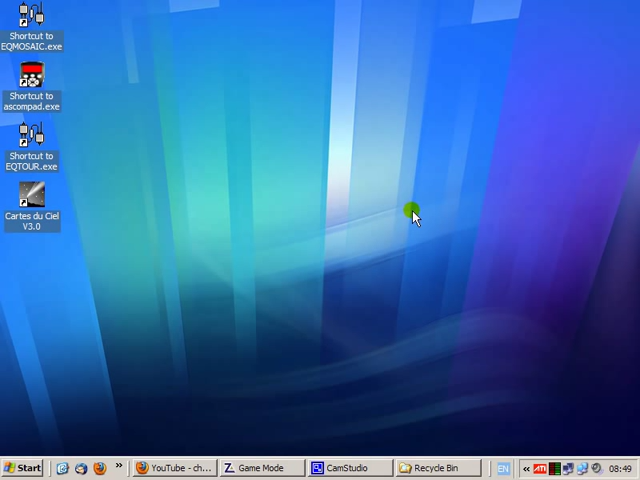 Shortcut to
EQMOSAIC.exe
Shortcut to
ascompad.exe
Shortcut to
EQTOUR.exe
Cartes du Ciel
V3.0
Start
»
YouTube - ch...
Game Mode
CamStudio
Recycle Bin
EN
«
ATI
08:49